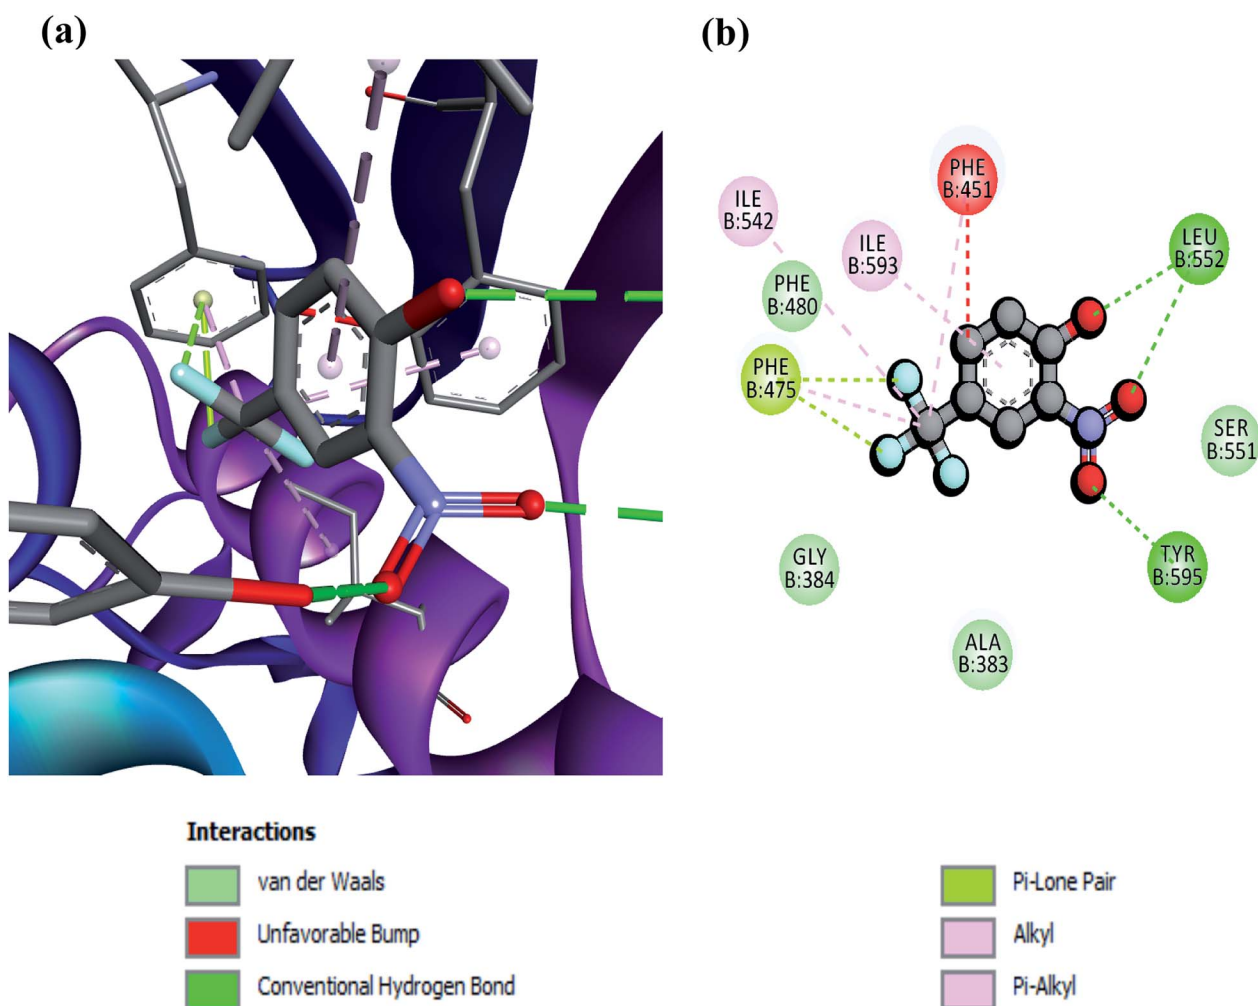 (a)
(b)
PHE
B:451
ILE
B:542
ILE
B:593
LEU
B:552
PHE
B:480
PHE
B:475
SER
B:551
GLY
B:384
TYR
B:595
ALA
B:383
Interactions
van der Waals
Unfavorable Bump
Conventional Hydrogen Bond
Pi-Lone Pair
Alkyl
Pi-Alkyl